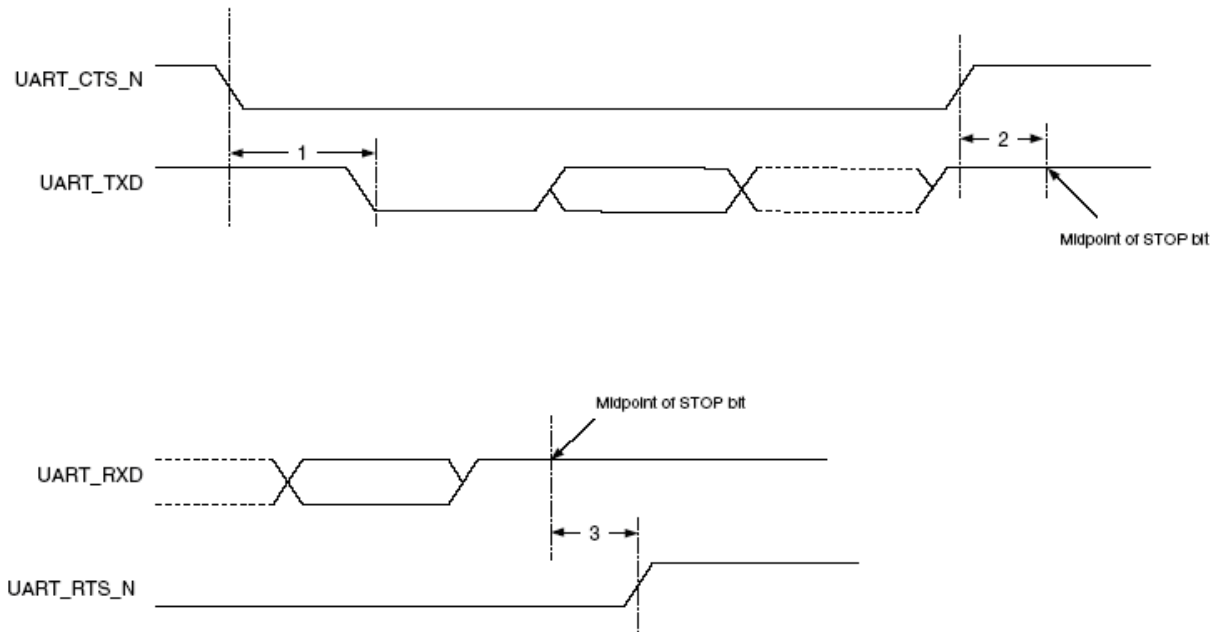 UART_CTS_N
1
2
UART_TXD
Midpoint of STOP bit
Midpoint of STOP bit
UART_RXD
3
UART_RTS_N